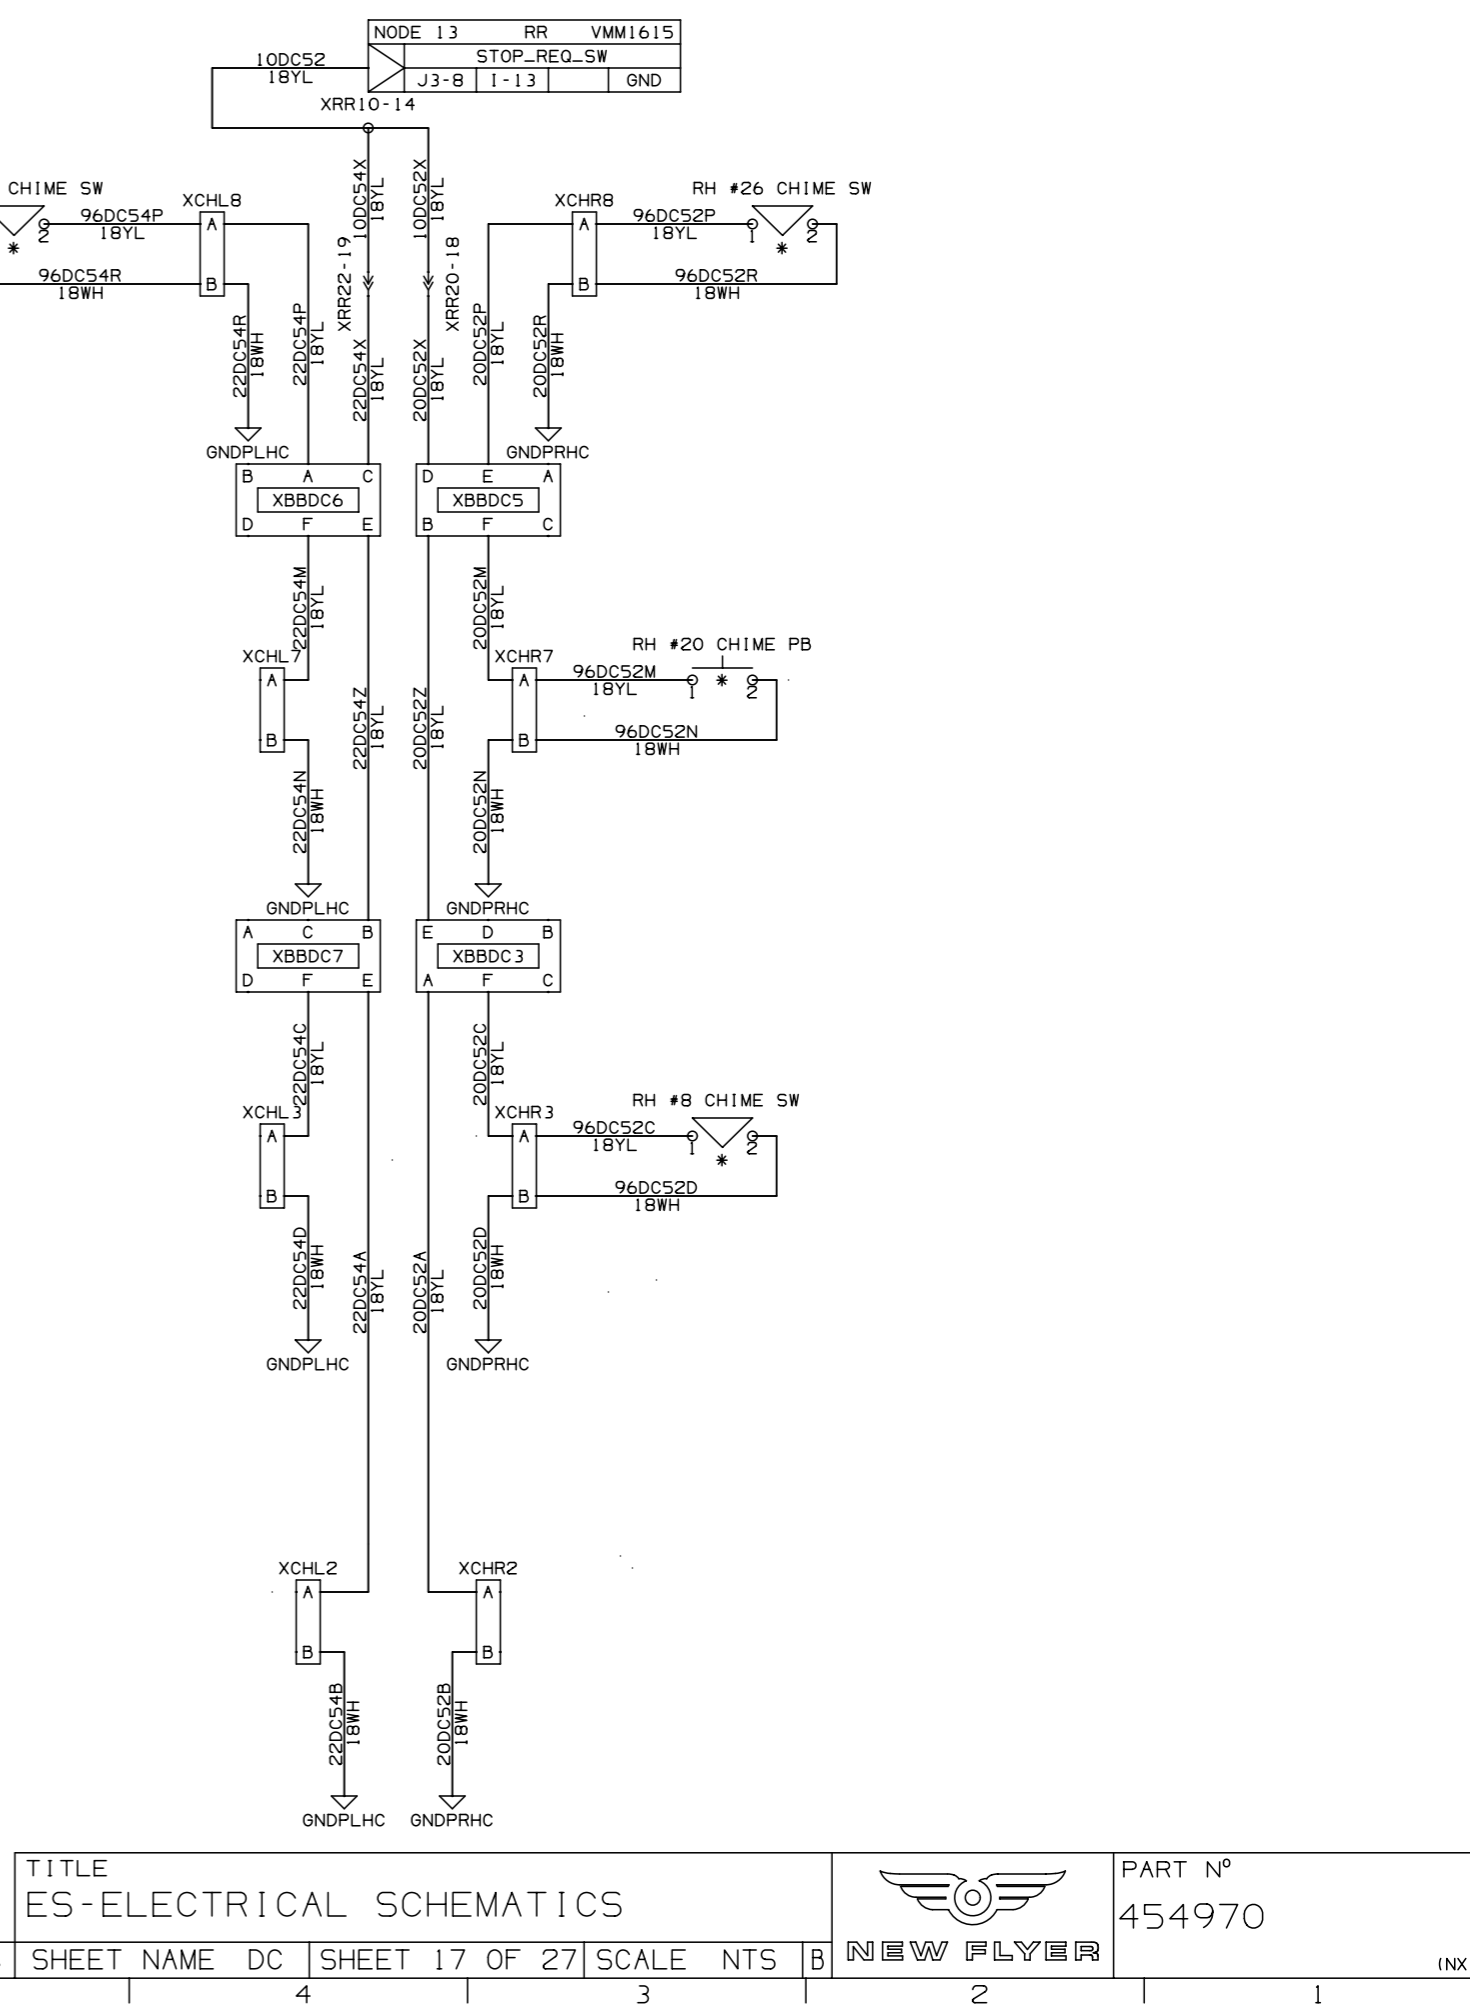 NODE 13 RR VMM1615
STOP_REQ_SW
J3-8 I-13 GND
10DC52
18YL
XRR10-14
10DC54X
18YL
10DC52X
18YL
CHIME SW
XCHL8
96DC54P
18YL
2
*
A
96DC54R
18WH
B
XRR22-19
XRR20-18
XCHR8
RH #26 CHIME SW
A
96DC52P
18YL
1
*
2
B
96DC52R
18WH
22DC54R
18WH
22DC54P
18YL
22DC54X
18YL
20DC52X
18YL
20DC52P
18YL
20DC52R
18WH
GNDPLHC
GNDPRHC
B A C
XBBDC6
D F E
D E A
XBBDC5
B F C
22DC54M
18YL
20DC52M
18YL
XCHL7
A
B
22DC54Z
18YL
20DC52Z
18YL
XCHR7
A
B
RH #20 CHIME PB
96DC52M
18YL
1
*
2
96DC52N
18WH
22DC54N
18WH
20DC52N
18WH
GNDPLHC
GNDPRHC
A C B
XBBDC7
D F E
E D B
XBBDC3
A F C
22DC54C
18YL
20DC52C
18YL
XCHL3
A
B
XCHR3
A
B
RH #8 CHIME SW
96DC52C
18YL
1
*
2
96DC52D
18WH
22DC54D
18WH
22DC54A
18YL
20DC52A
18YL
20DC52D
18WH
GNDPLHC
GNDPRHC
XCHL2
A
B
XCHR2
A
B
22DC54B
18WH
20DC52B
18WH
GNDPLHC
GNDPRHC
TITLE
ES-ELECTRICAL SCHEMATICS
SHEET NAME DC SHEET 17 OF 27 SCALE NTS B
NEW FLYER
PART Nº
454970
(NX
4 3 2 1